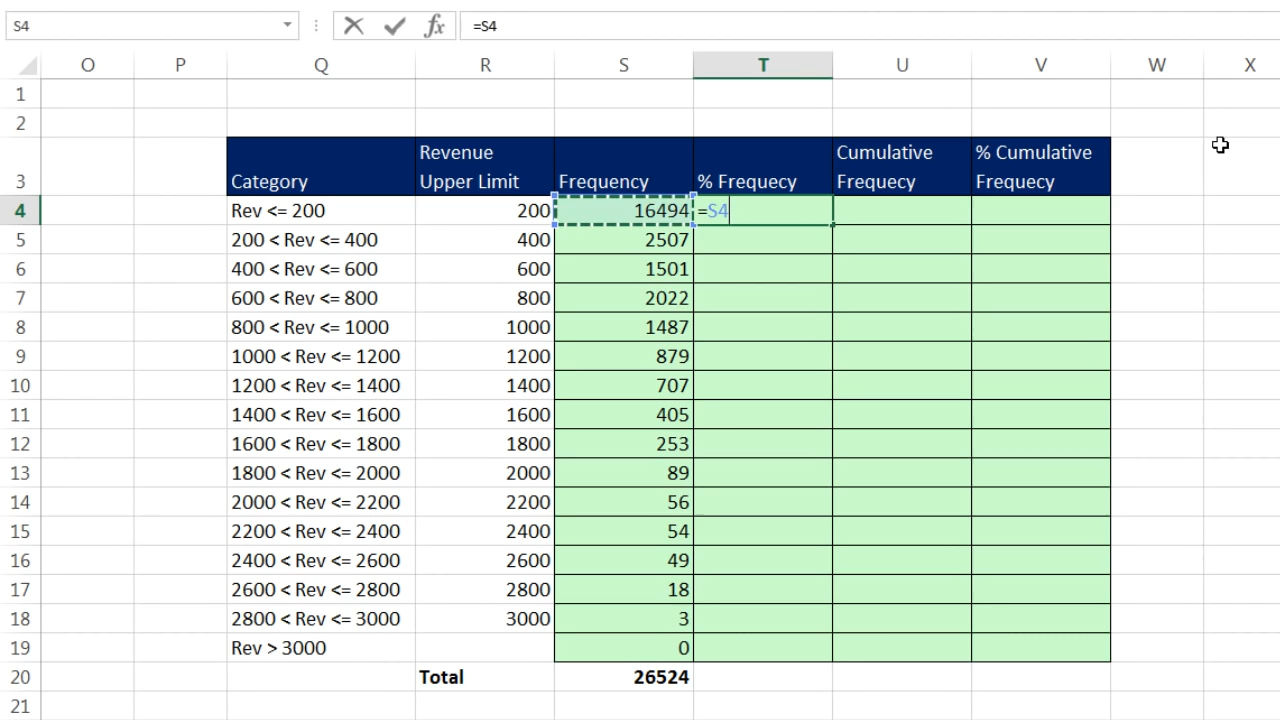 S4 fx =S4
O P Q R S T U V W X
1
2
3 Category Revenue Upper Limit Frequency % Frequecy Cumulative Frequecy % Cumulative Frequecy
4 Rev <= 200 200 16494 =S4
5 200 < Rev <= 400 400 2507
6 400 < Rev <= 600 600 1501
7 600 < Rev <= 800 800 2022
8 800 < Rev <= 1000 1000 1487
9 1000 < Rev <= 1200 1200 879
10 1200 < Rev <= 1400 1400 707
11 1400 < Rev <= 1600 1600 405
12 1600 < Rev <= 1800 1800 253
13 1800 < Rev <= 2000 2000 89
14 2000 < Rev <= 2200 2200 56
15 2200 < Rev <= 2400 2400 54
16 2400 < Rev <= 2600 2600 49
17 2600 < Rev <= 2800 2800 18
18 2800 < Rev <= 3000 3000 3
19 Rev > 3000 0
20 Total 26524
21